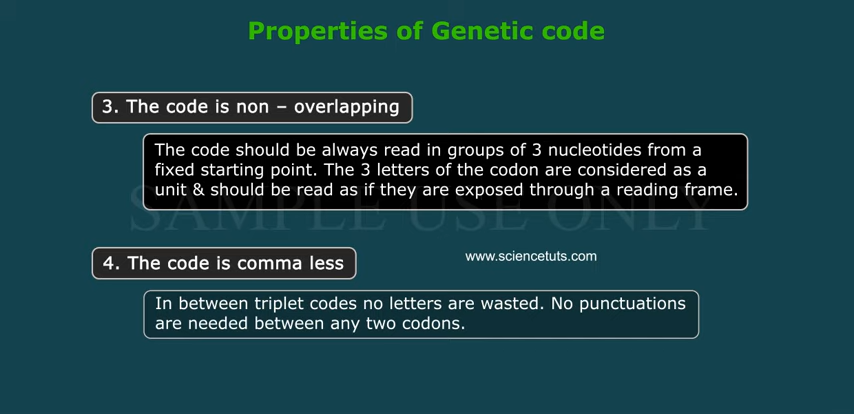 Properties of Genetic code
3. The code is non – overlapping
The code should be always read in groups of 3 nucleotides from a
fixed starting point. The 3 letters of the codon are considered as a
unit & should be read as if they are exposed through a reading frame.
SAMPLE USE ONLY
4. The code is comma less
www.sciencetuts.com
In between triplet codes no letters are wasted. No punctuations
are needed between any two codons.